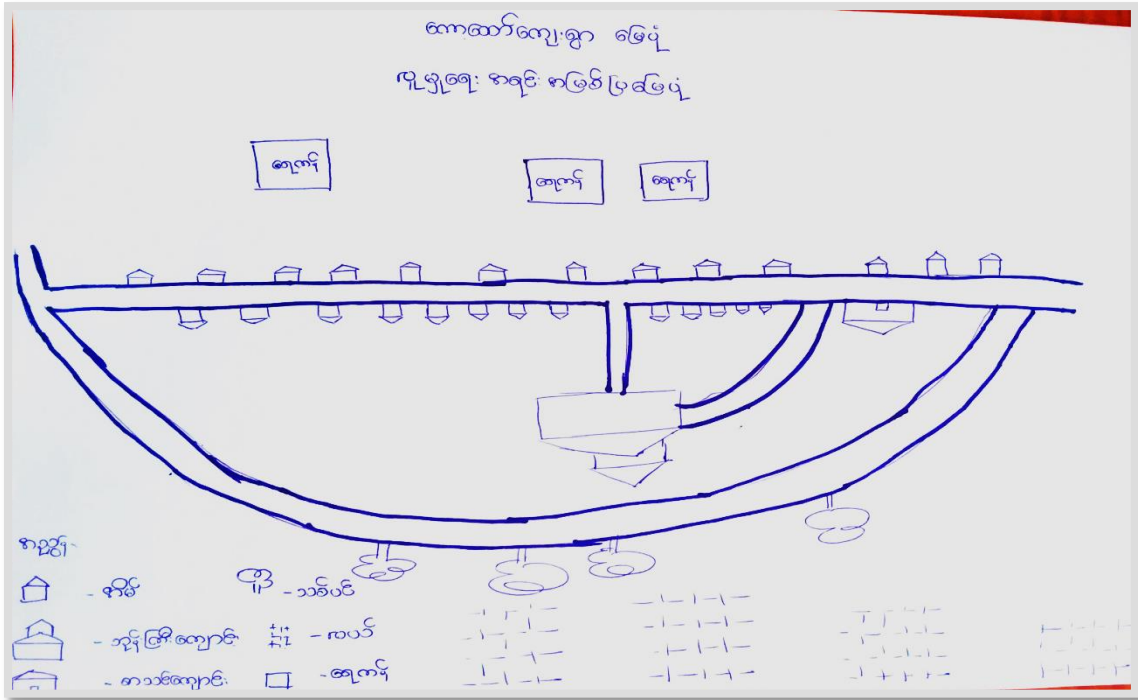 ကောသော်ကျေးရွာ မြေပုံ
လူမှုရေး အရင်း အမြစ်ပြမြေပုံ
ရေကန်
ရေကန်
ရေကန်
အညွှန်း-
- အိမ်
- သစ်ပင်
- ဘုန်းကြီးကျောင်း
- လယ်
- စာသင်ကျောင်း
- ရေကန်